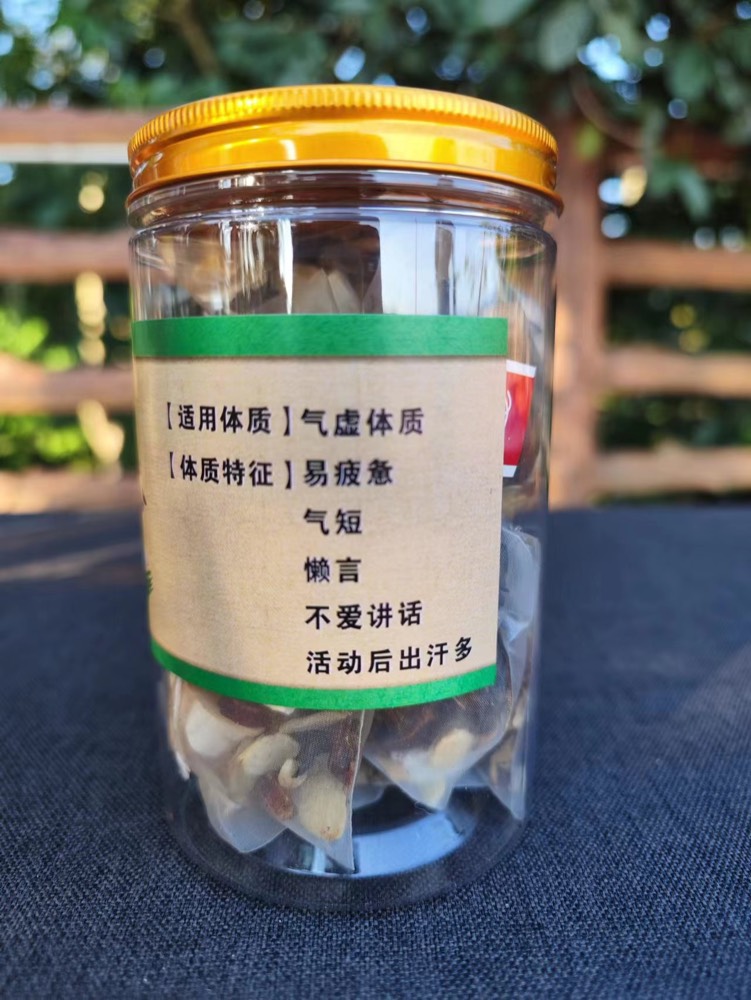 【适用体质】气虚体质
【体质特征】易疲惫
气短
懒言
不爱讲话
活动后出汗多